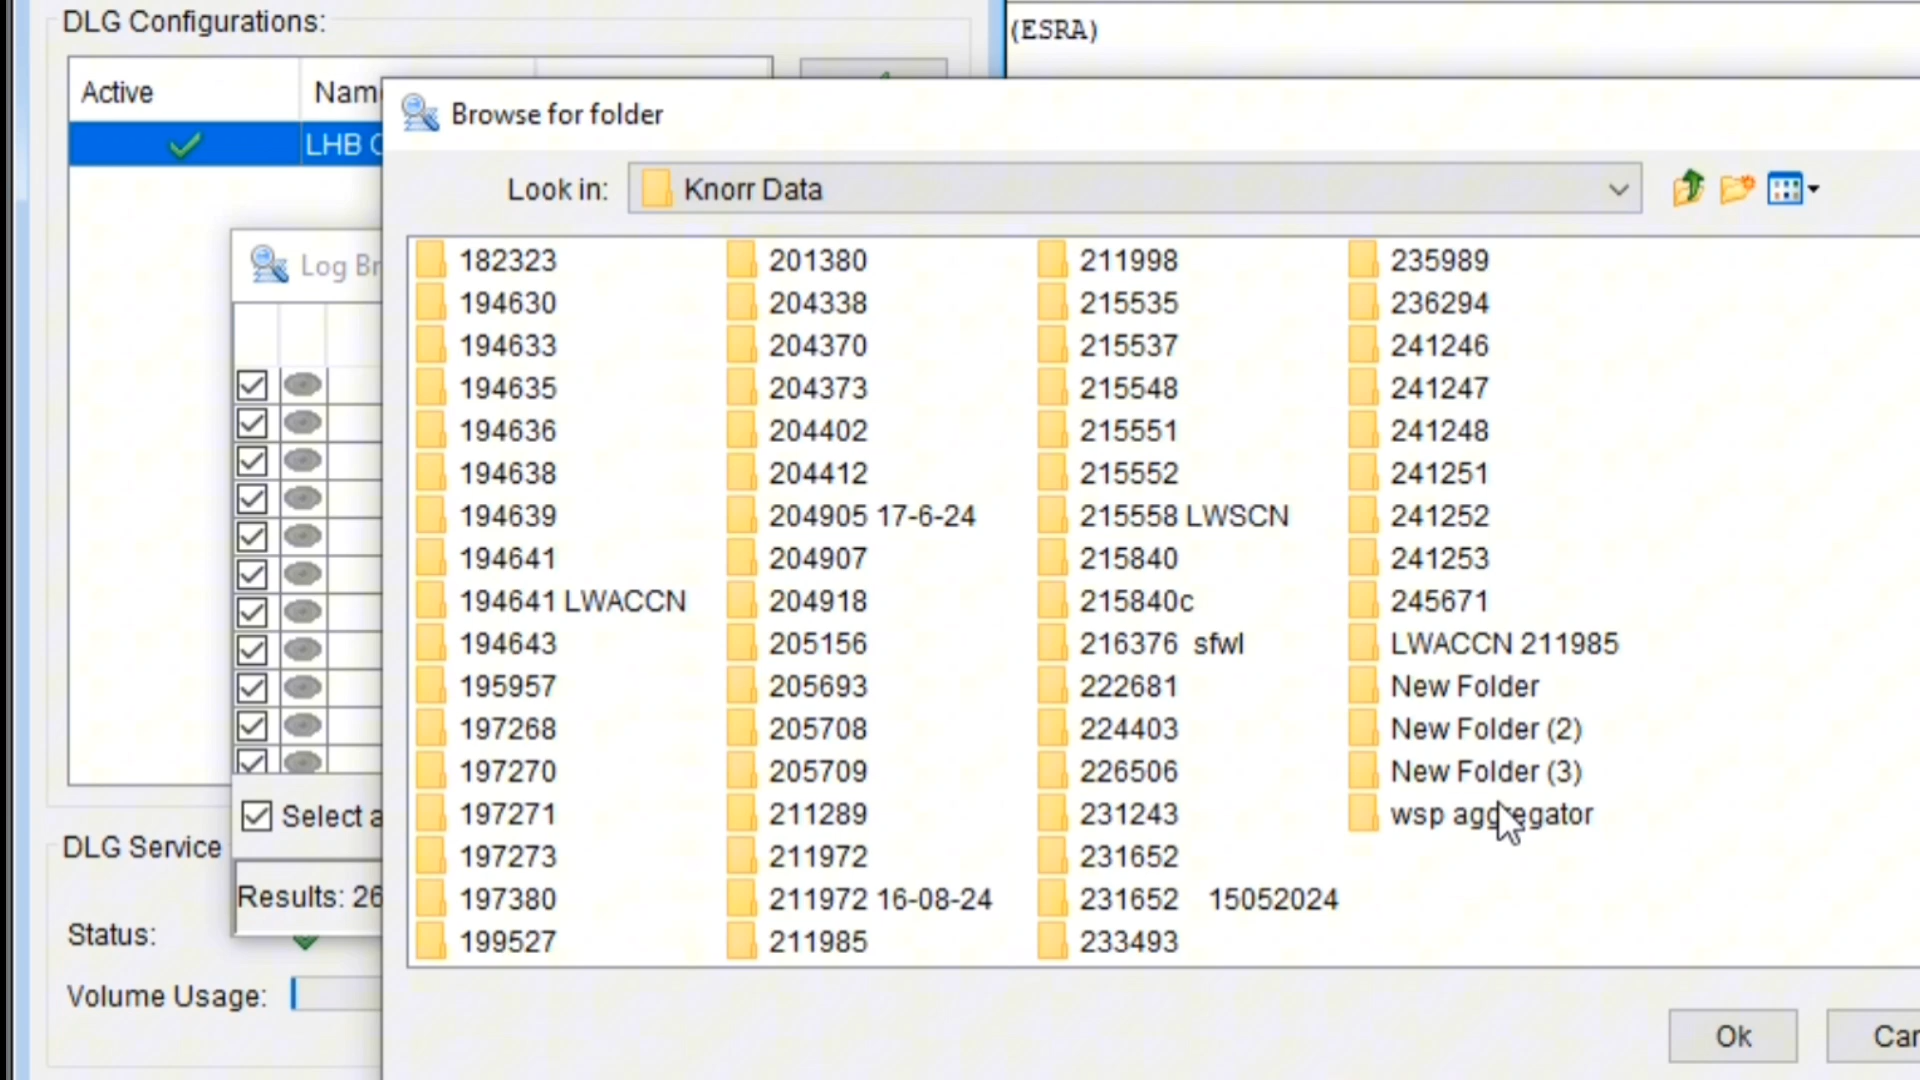 DLG Configurations:
(ESRA)
Active
Nam
LHB
Browse for folder
Look in:
Knorr Data
Log Br
182323
194630
194633
194635
194636
194638
194639
194641
194641 LWACCN
194643
195957
197268
197270
197271
197273
197380
199527
201380
204338
204370
204373
204402
204412
204905 17-6-24
204907
204918
205156
205693
205708
205709
211289
211972
211972 16-08-24
211985
211998
215535
215537
215548
215551
215552
215558 LWSCN
215840
215840c
216376 sfwl
222681
224403
226506
231243
231652
231652 15052024
233493
235989
236294
241246
241247
241248
241251
241252
241253
245671
LWACCN 211985
New Folder
New Folder (2)
New Folder (3)
wsp aggregator
Select a
DLG Service
Results: 26
Status:
Volume Usage:
Ok
Can